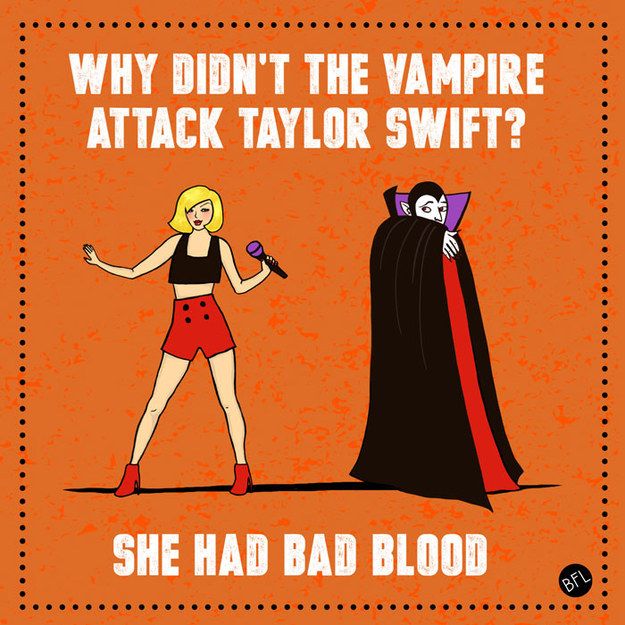 WHY DIDN'T THE VAMPIRE
ATTACK TAYLOR SWIFT?
SHE HAD BAD BLOOD
BFL